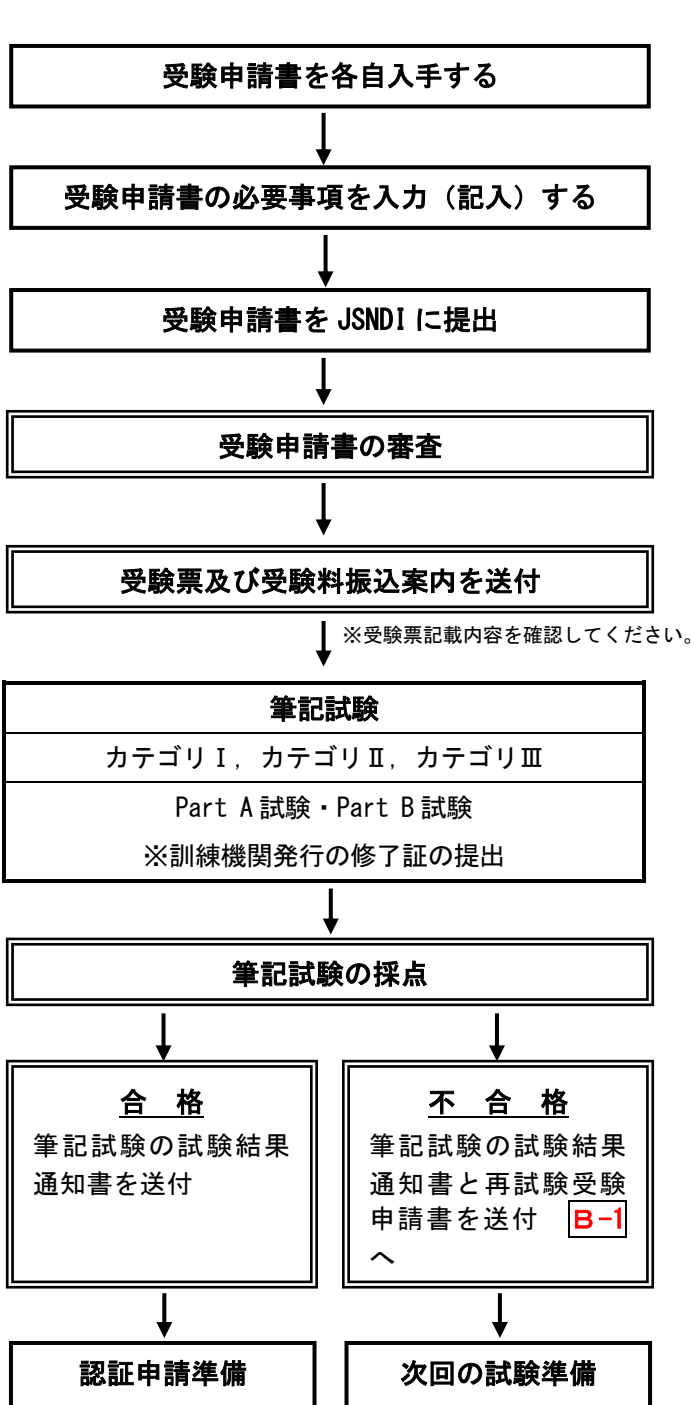 受験申請書を各自入手する
受験申請書の必要事項を入力（記入）する
受験申請書を JSNDI に提出
受験申請書の審査
受験票及び受験料振込案内を送付
※受験票記載内容を確認してください。
筆記試験
カテゴリⅠ, カテゴリⅡ, カテゴリⅢ
Part A 試験・Part B 試験
※訓練機関発行の修了証の提出
筆記試験の採点
合　格
筆記試験の試験結果
通知書を送付
不　合　格
筆記試験の試験結果
通知書と再試験受験
申請書を送付　B-1
へ
認証申請準備
次回の試験準備